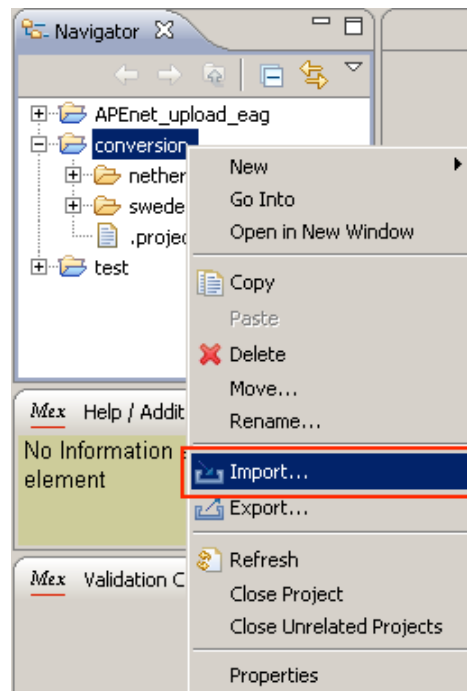 Navigator
APEnet_upload_eag
conversion
nether
swede
.projec
test
New
Go Into
Open in New Window
Copy
Paste
Delete
Move...
Rename...
Import...
Export...
Refresh
Close Project
Close Unrelated Projects
Properties
Mex Help / Addit
No Information
element
Mex Validation C